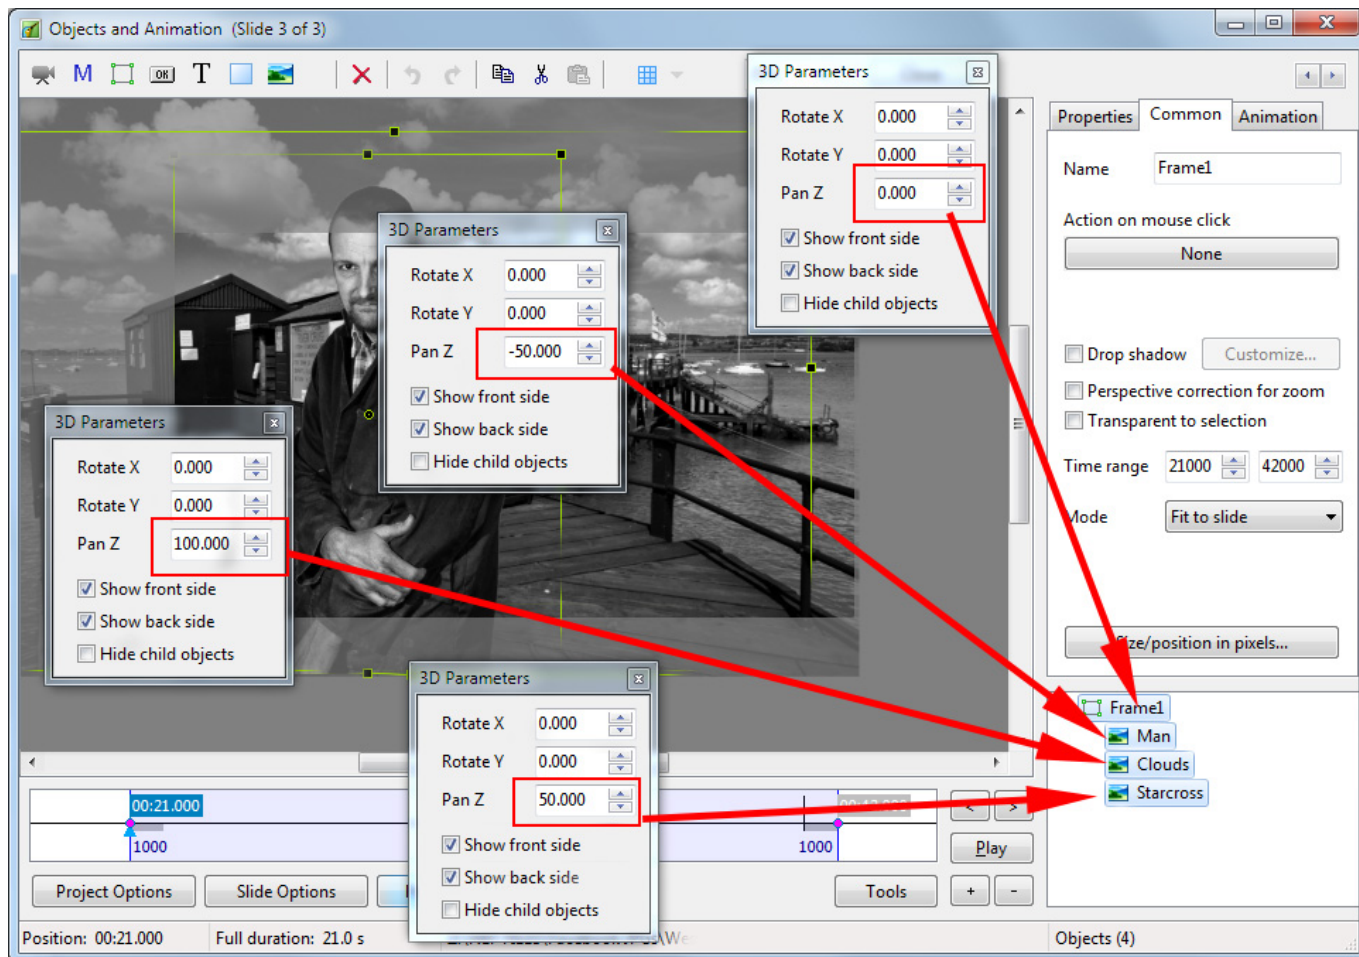 Objects and Animation (Slide 3 of 3)
M OK T
3D Parameters
Rotate X 0.000
Rotate Y 0.000
Pan Z 0.000
Show front side
Show back side
Hide child objects
3D Parameters
Rotate X 0.000
Rotate Y 0.000
Pan Z -50.000
Show front side
Show back side
Hide child objects
3D Parameters
Rotate X 0.000
Rotate Y 0.000
Pan Z 100.000
Show front side
Show back side
Hide child objects
3D Parameters
Rotate X 0.000
Rotate Y 0.000
Pan Z 50.000
Show front side
Show back side
Hide child objects
Properties Common Animation
Name Frame1
Action on mouse click
None
Drop shadow Customize...
Perspective correction for zoom
Transparent to selection
Time range 21000 42000
Mode Fit to slide
Size/position in pixels...
Frame1
Man
Clouds
Starcross
00:21.000
1000 1000
< >
Play
+ -
Project Options Slide Options Tools
Position: 00:21.000 Full duration: 21.0 s Objects (4)